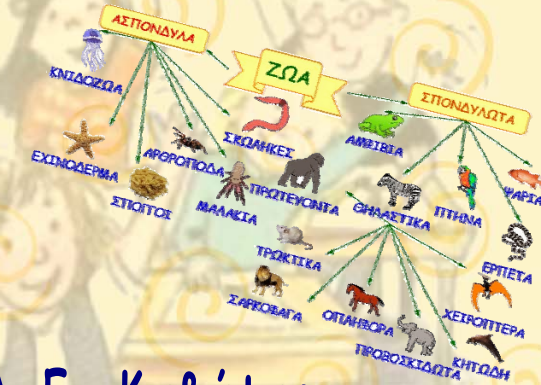 ΖΩΑ
ΑΣΠΟΝΔΥΛΑ
ΚΝΙΔΟΖΩΑ
ΕΧΙΝΟΔΕΡΜΑ
ΣΠΟΓΓΟΣ
ΑΡΘΡΟΠΟΔΑ
ΜΑΛΑΚΙΑ
ΣΚΩΛΗΚΕΣ
ΣΠΟΝΔΥΛΩΤΑ
ΑΜΦΙΒΙΑ
ΘΗΛΑΣΤΙΚΑ
ΠΤΗΝΑ
ΨΑΡΙΑ
ΕΡΠΕΤΑ
ΠΡΩΤΕΥΟΝΤΑ
ΤΡΩΚΤΙΚΑ
ΣΑΡΚΟΦΑΓΑ
ΟΠΛΗΦΟΡΑ
ΠΡΟΒΟΣΚΙΔΩΤΑ
ΚΗΤΩΔΗ
ΧΕΙΡΟΠΤΕΡΑ